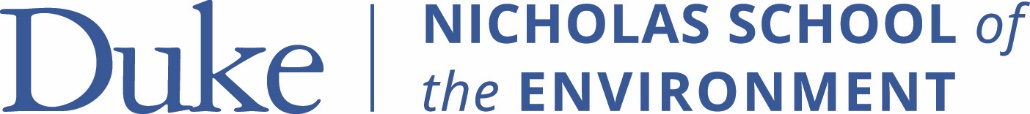 Duke
NICHOLAS SCHOOL of
the ENVIRONMENT